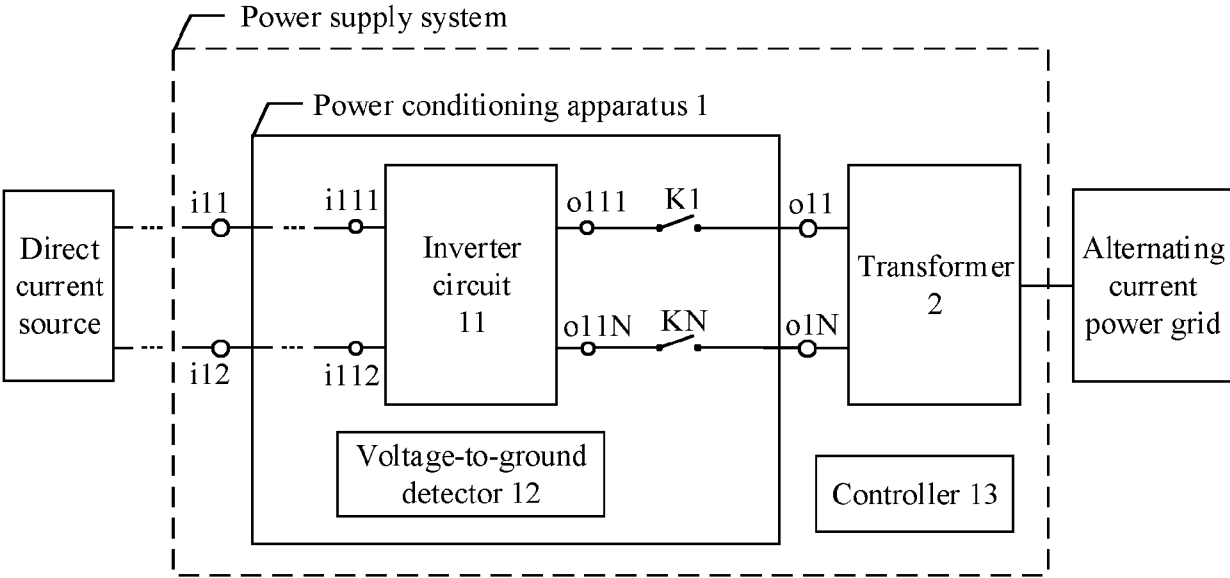 Power supply system
Power conditioning apparatus 1
Direct
current
source
i11
i12
i111
i112
Inverter
circuit
11
o111
o11N
K1
KN
o11
o1N
Transformer
2
Alternating
current
power grid
Voltage-to-ground
detector 12
Controller 13